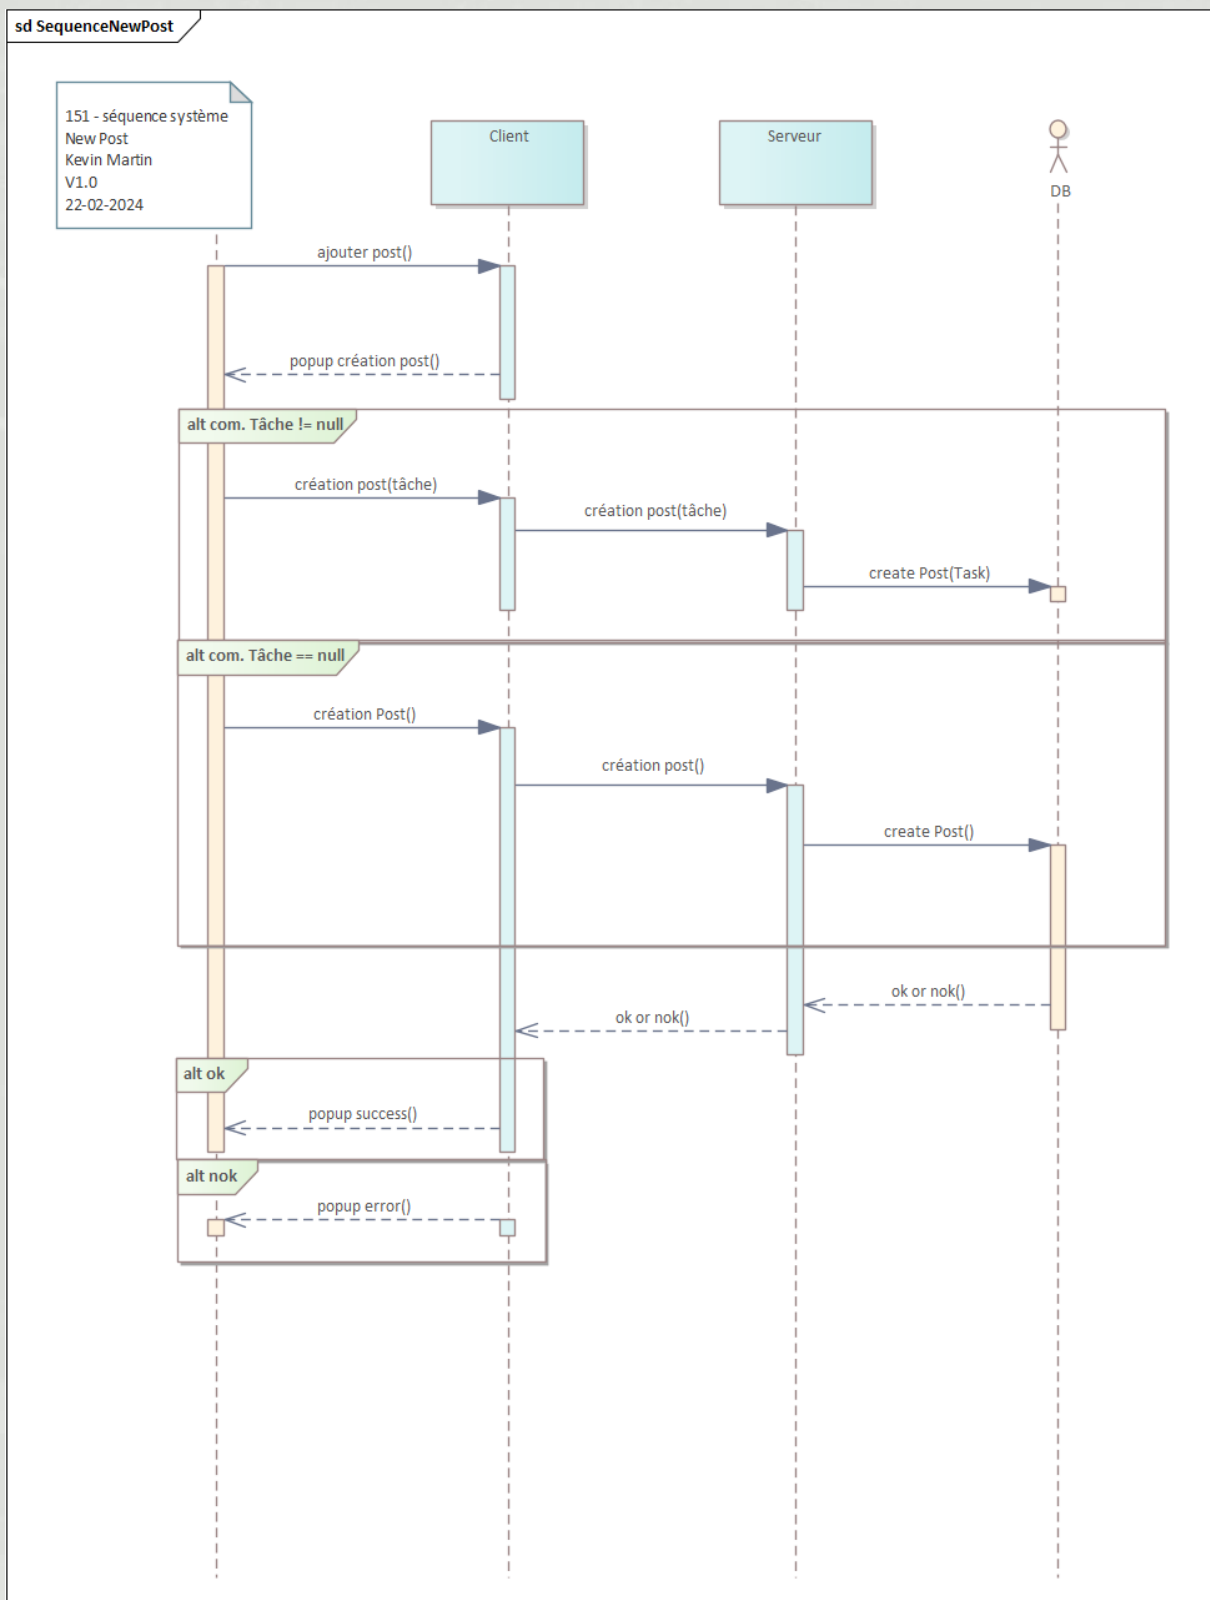 sd SequenceNewPost
151 - séquence système
New Post
Kevin Martin
V1.0
22-02-2024
Client
Serveur
DB
ajouter post()
popup création post()
alt com. Tâche != null
création post(tâche)
création post(tâche)
create Post(Task)
alt com. Tâche == null
création Post()
création post()
create Post()
ok or nok()
ok or nok()
alt ok
popup success()
alt nok
popup error()